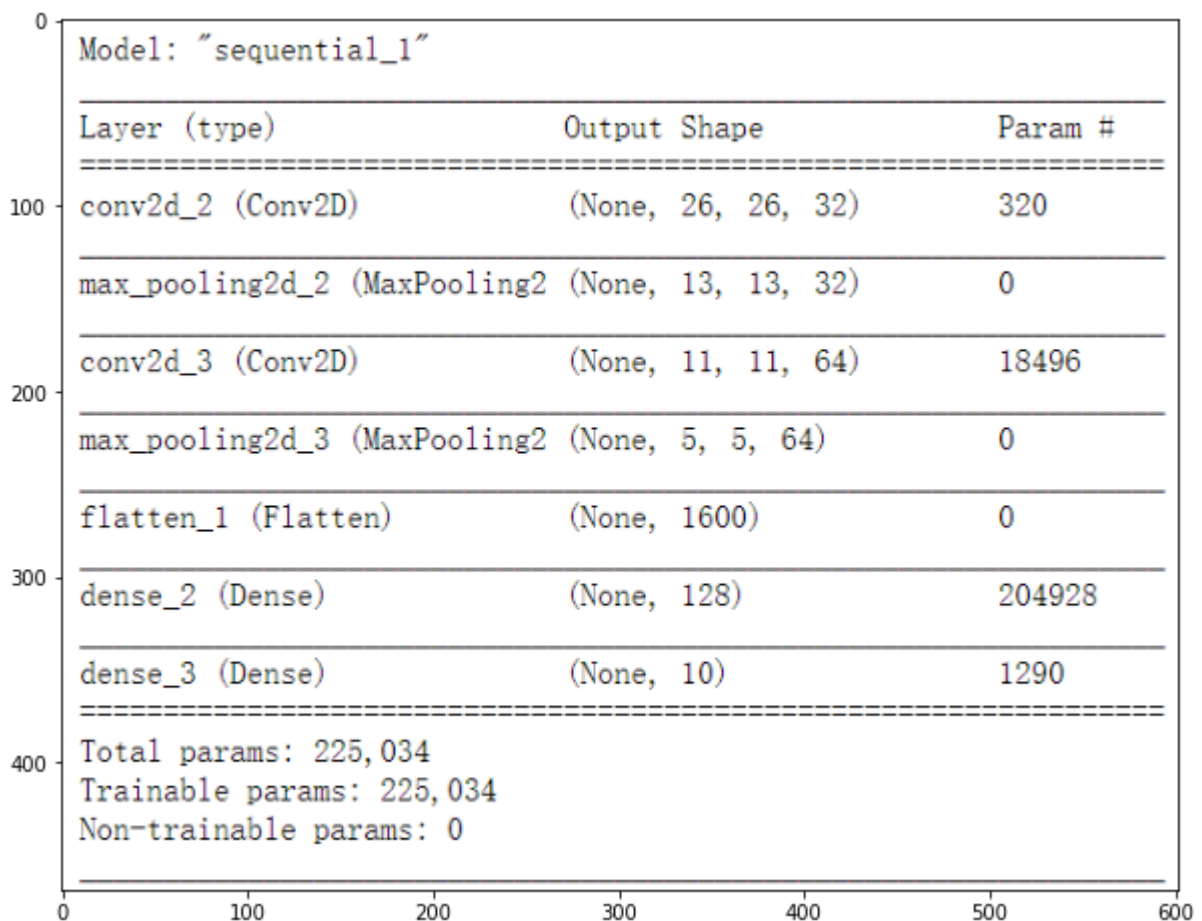 Model: "sequential_1"
Layer (type) Output Shape Param #
conv2d_2 (Conv2D) (None, 26, 26, 32) 320
max_pooling2d_2 (MaxPooling2 (None, 13, 13, 32) 0
conv2d_3 (Conv2D) (None, 11, 11, 64) 18496
max_pooling2d_3 (MaxPooling2 (None, 5, 5, 64) 0
flatten_1 (Flatten) (None, 1600) 0
dense_2 (Dense) (None, 128) 204928
dense_3 (Dense) (None, 10) 1290
Total params: 225,034
Trainable params: 225,034
Non-trainable params: 0
0
100
200
300
400
0 100 200 300 400 500 600